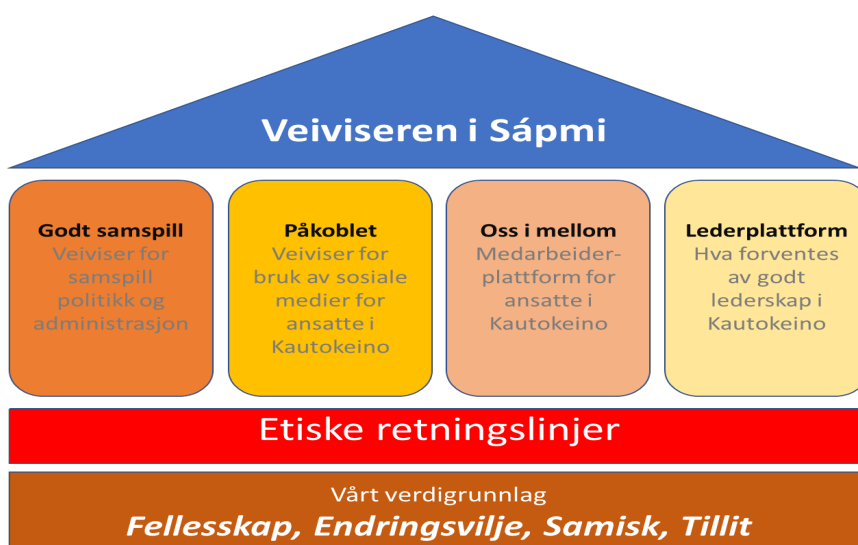 Veiviseren i Sápmi
Godt samspill
Veiviser for
samspill
politikk og
administrasjon
Påkoblet
Veiviser for
bruk av sosiale
medier for
ansatte i
Kautokeino
Oss i mellom
Medarbeider-
plattform for
ansatte i
Kautokeino
Lederplattform
Hva forventes
av godt
lederskap i
Kautokeino
Etiske retningslinjer
Vårt verdigrunnlag
Fellesskap, Endringsvilje, Samisk, Tillit